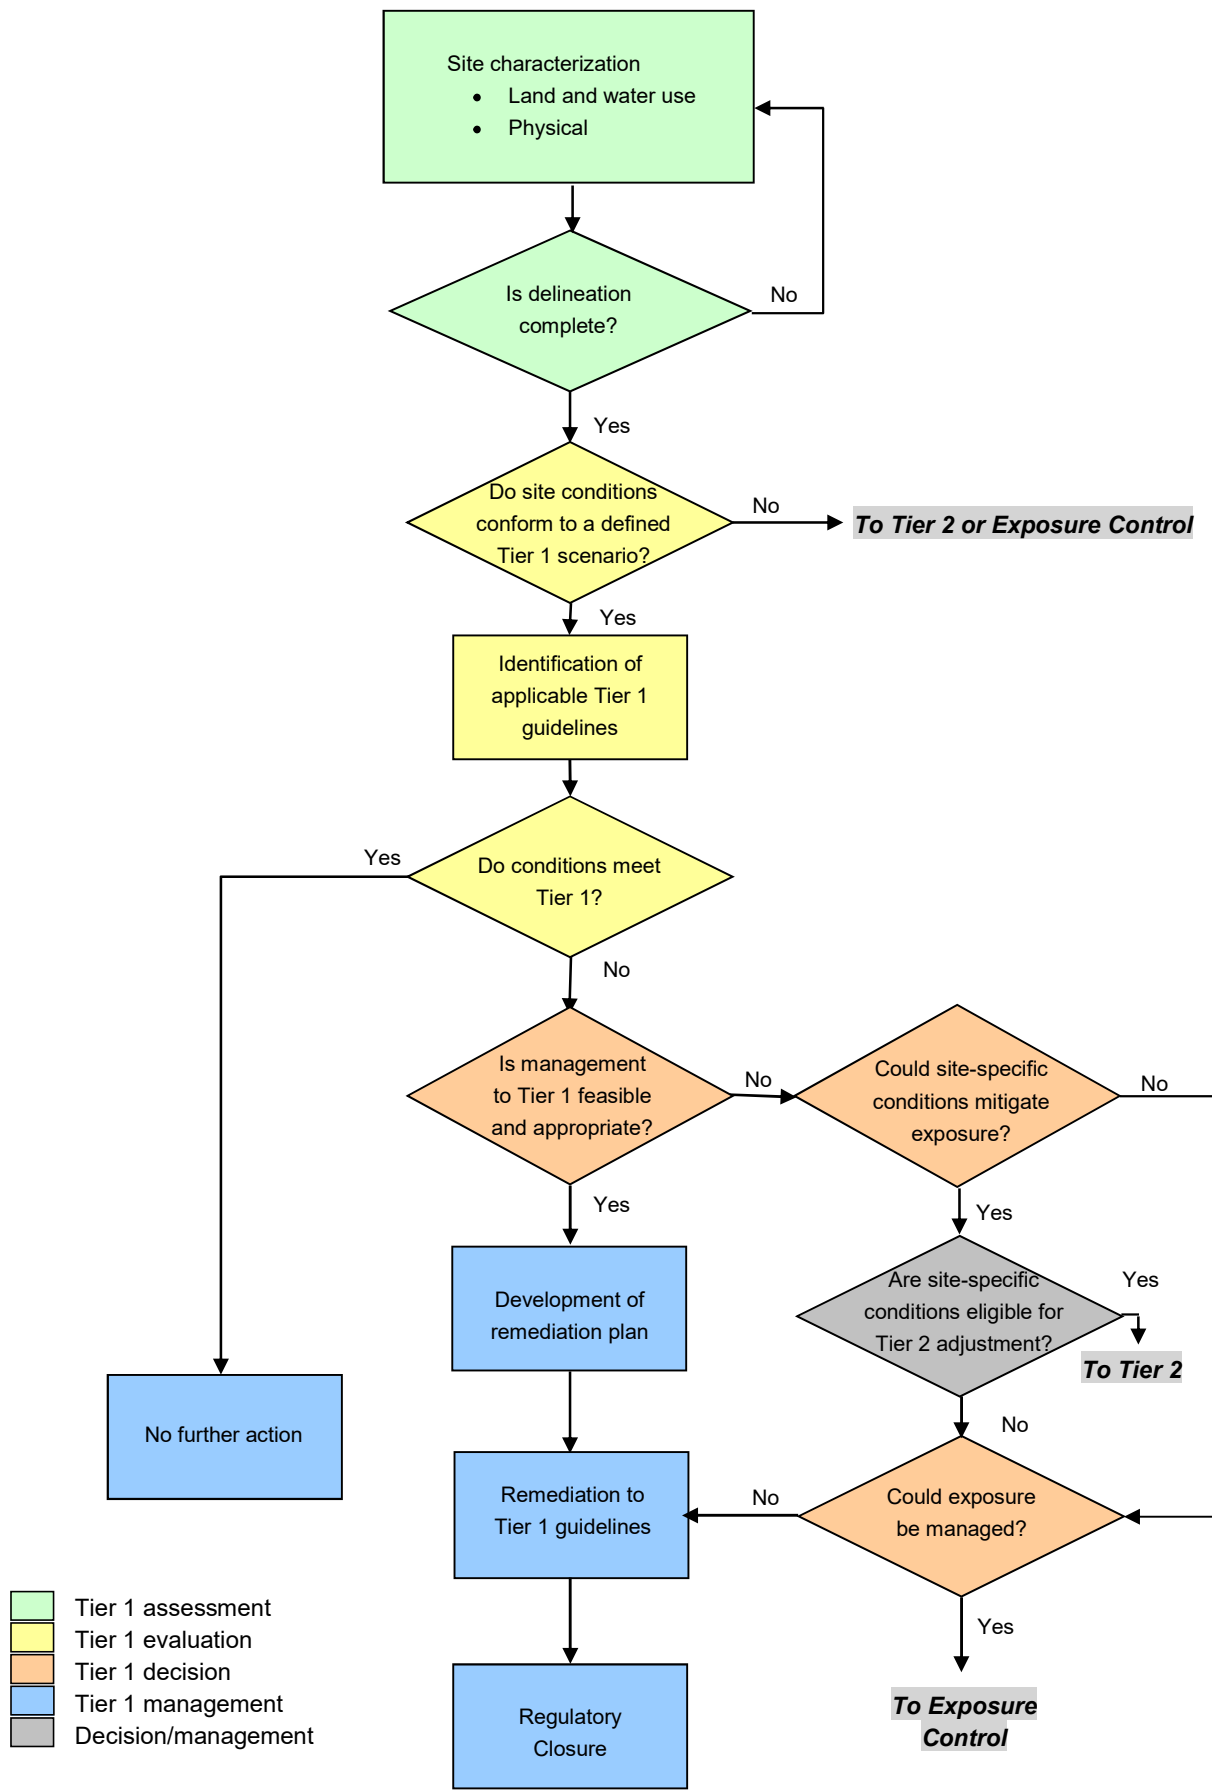 Site characterization
• Land and water use
• Physical
Is delineation
complete?
No
Yes
Do site conditions
conform to a defined
Tier 1 scenario?
No
To Tier 2 or Exposure Control
Yes
Identification of
applicable Tier 1
guidelines
Yes
Do conditions meet
Tier 1?
No
Is management
to Tier 1 feasible
and appropriate?
No
Could site-specific
conditions mitigate
exposure?
No
Yes
Yes
Development of
remediation plan
Are site-specific
conditions eligible for
Tier 2 adjustment?
Yes
To Tier 2
No further action
No
Remediation to
Tier 1 guidelines
No
Could exposure
be managed?
Yes
To Exposure
Control
Regulatory
Closure
Tier 1 assessment
Tier 1 evaluation
Tier 1 decision
Tier 1 management
Decision/management